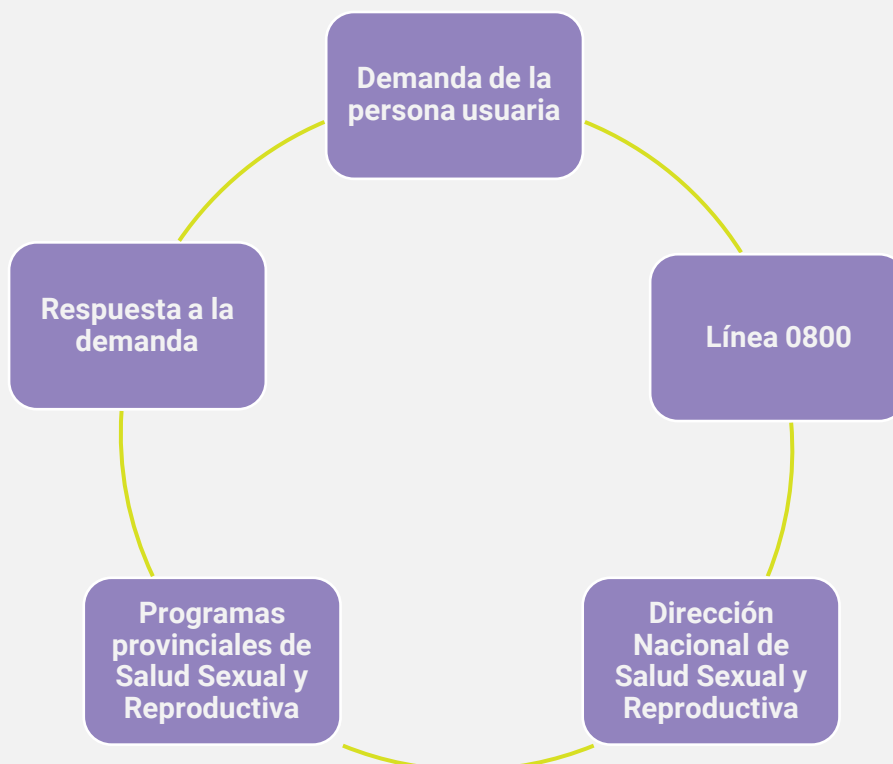 Demanda de la
persona usuaria
Línea 0800
Dirección
Nacional de
Salud Sexual y
Reproductiva
Programas
provinciales de
Salud Sexual y
Reproductiva
Respuesta a la
demanda